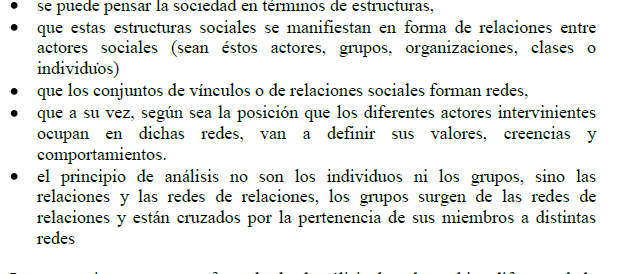 • se puede pensar la sociedad en términos de estructuras,
• que estas estructuras sociales se manifiestan en forma de relaciones entre
actores sociales (sean éstos actores, grupos, organizaciones, clases o
individuos)
• que los conjuntos de vínculos o de relaciones sociales forman redes,
• que a su vez, según sea la posición que los diferentes actores intervinientes
ocupan en dichas redes, van a definir sus valores, creencias y
comportamientos.
• el principio de análisis no son los individuos ni los grupos, sino las
relaciones y las redes de relaciones, los grupos surgen de las redes de
relaciones y están cruzados por la pertenencia de sus miembros a distintas
redes